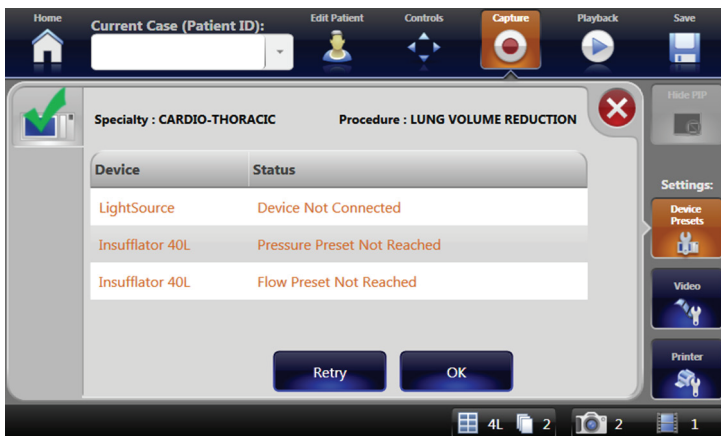 Home
Current Case (Patient ID):
Edit Patient
Controls
Capture
Playback
Save
Specialty : CARDIO-THORACIC Procedure : LUNG VOLUME REDUCTION
Hide PIP
Device Status
LightSource Device Not Connected
Insufflator 40L Pressure Preset Not Reached
Insufflator 40L Flow Preset Not Reached
Retry OK
Settings:
Device
Presets
Video
Printer
4L 2 2 1